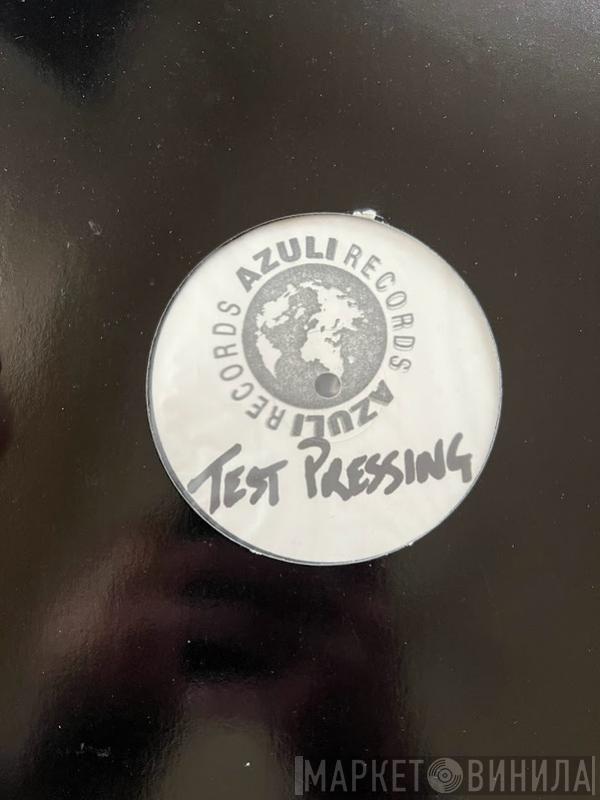 AZULI RECORDS
AZULI RECORDS
TEST PRESSING
МАРКЕТ ВИНИЛА